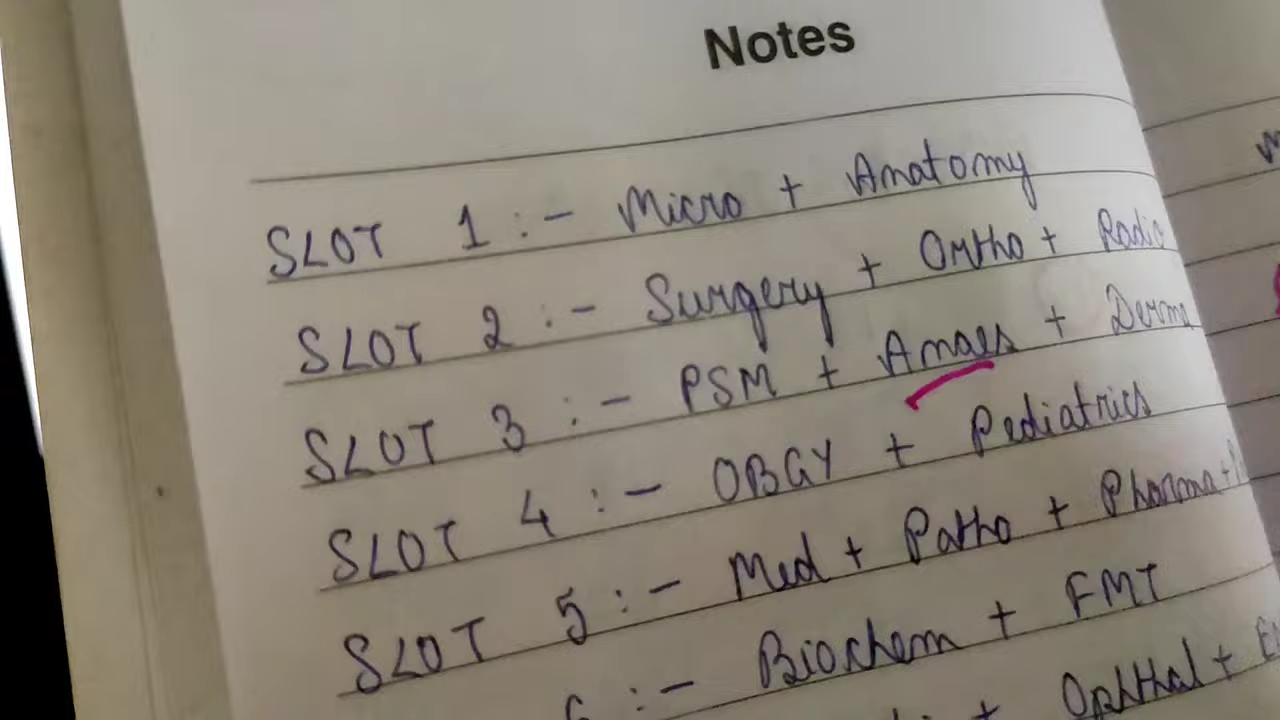 Notes
SLOT 1 :- Micro + Anatomy
SLOT 2 :- Surgery + Ortho + Radio
SLOT 3 :- PSM + Anaes + Derma
SLOT 4 :- OBGY + Pediatrics
SLOT 5 :- Med + Patho + Pharma +
6 :- Biochem + FMT
+ Ophthal +